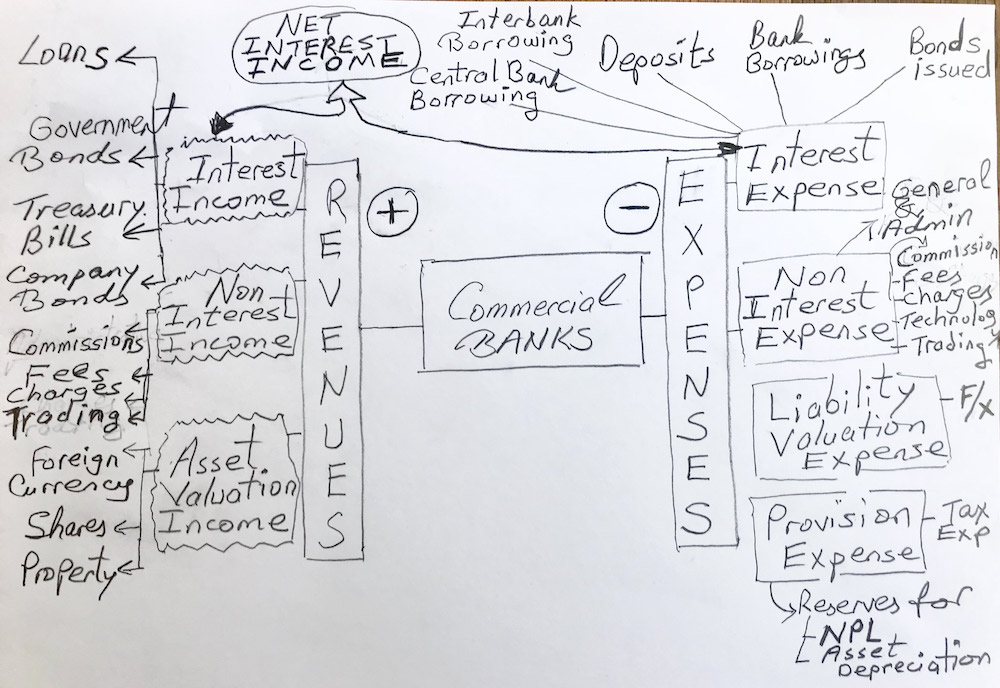 NET
INTEREST
INCOME
Loans
+
Government
Bonds
Treasury
Bills
Company
Bonds
Interest
Income
Commissions
Fees
Charges
Trading
Non
Interest
Income
Foreign
Currency
Shares
Property
Asset
Valuation
Income
REVENUES
+
Commercial
BANKS
−
EXPENSES
Interbank
Borrowing
Central Bank
Borrowing
Deposits
Bank
Borrowings
Bonds
issued
Interest
Expense
General
&
Admin
Commission
Fees
Charges
Technology
Trading
Non
Interest
Expense
Liability
Valuation
Expense
F/X
Provision
Expense
Tax
Exp
Reserves for
NPL
Asset
Depreciation